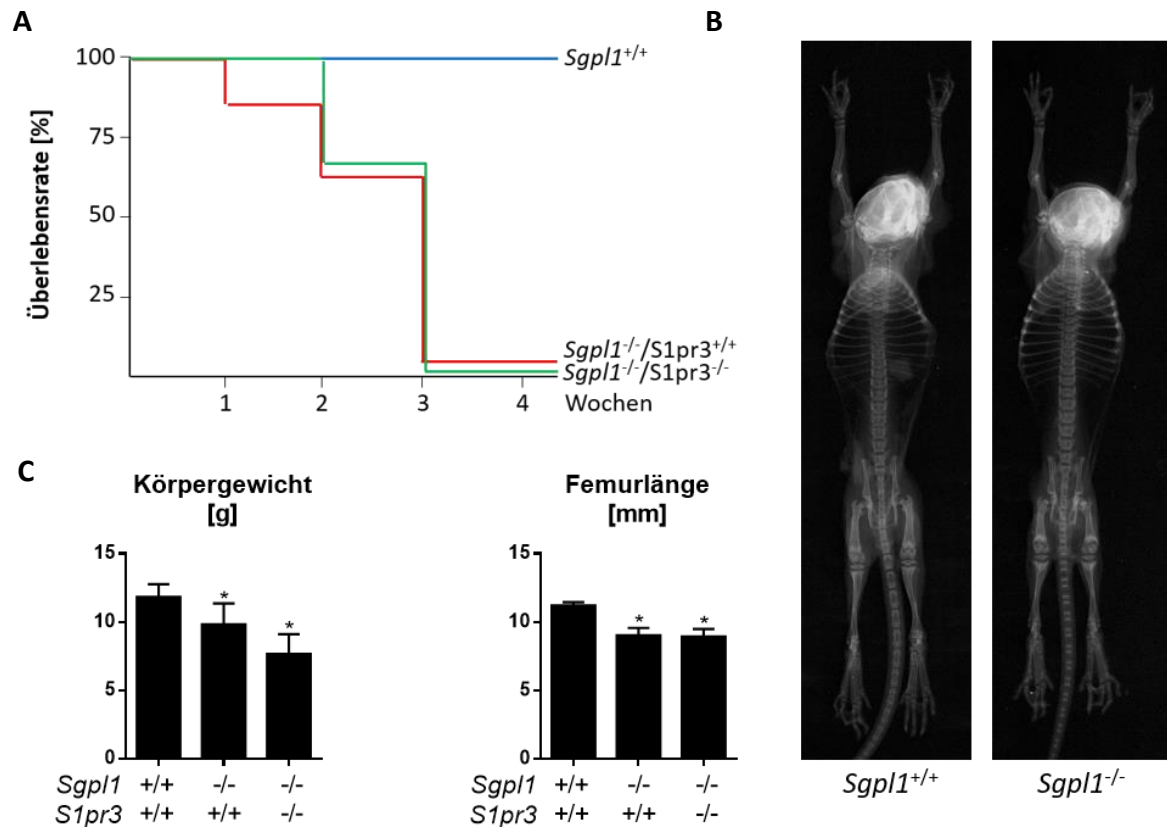 A
Überlebensrate [%]
100
75
50
25
1 2 3 4 Wochen
Sgpl1+/+
Sgpl1-/-/S1pr3+/+
Sgpl1-/-/S1pr3-/-
B
Sgpl1+/+ Sgpl1-/-
C
Körpergewicht
[g]
15
10
5
0
* *
Sgpl1 +/+ -/- -/-
S1pr3 +/+ +/+ -/-
Femurlänge
[mm]
15
10
5
0
* *
Sgpl1 +/+ -/- -/-
S1pr3 +/+ +/+ -/-